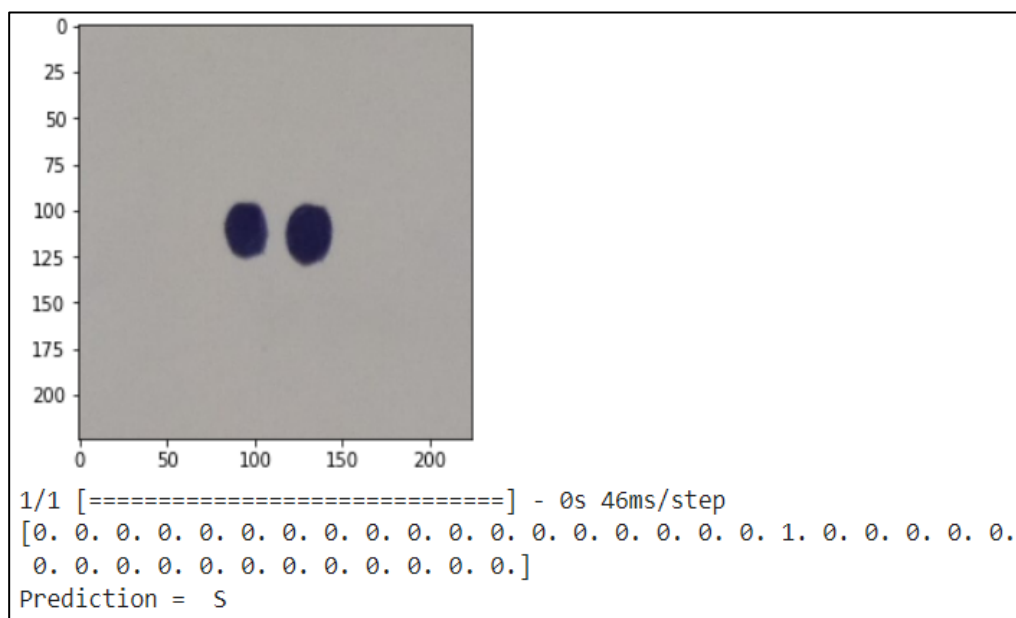 0
25
50
75
100
125
150
175
200
0 50 100 150 200
1/1 [==============================] - 0s 46ms/step
[0. 0. 0. 0. 0. 0. 0. 0. 0. 0. 0. 0. 0. 0. 0. 0. 0. 0. 1. 0. 0. 0. 0. 0.
0. 0. 0. 0. 0. 0. 0. 0. 0. 0. 0. 0.]
Prediction = S